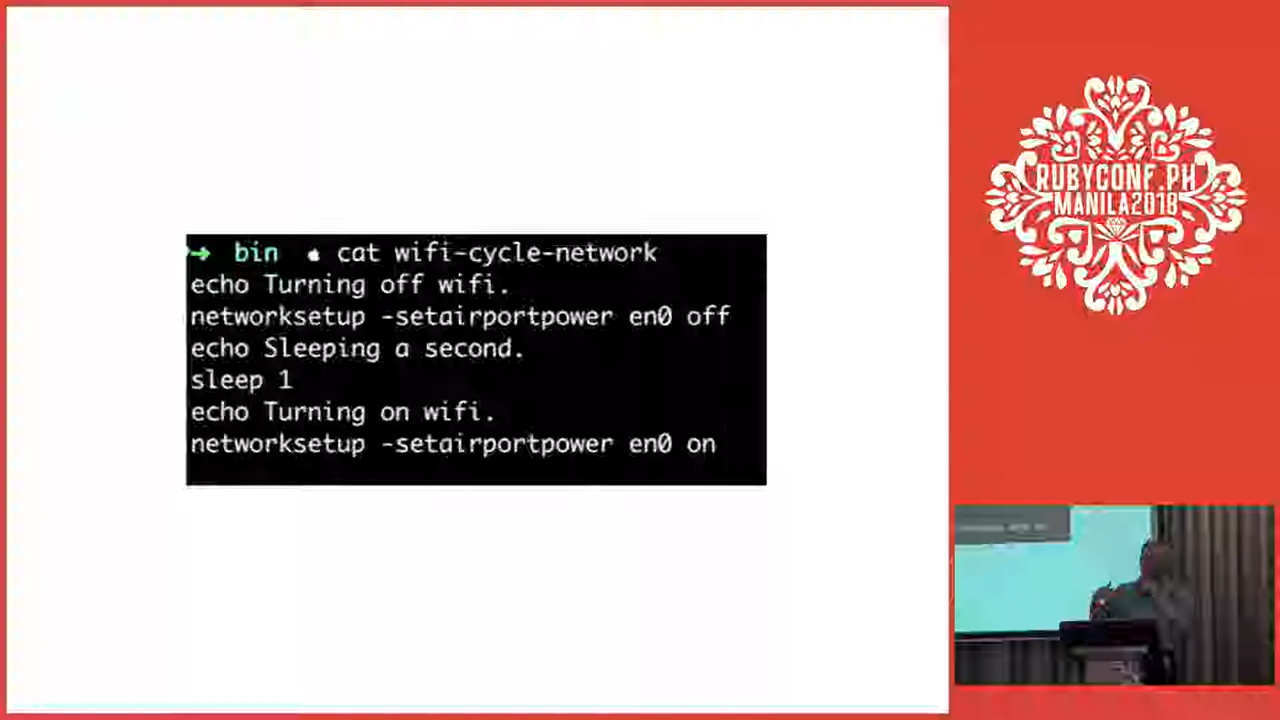 ➜ bin  cat wifi-cycle-network
echo Turning off wifi.
networksetup -setairportpower en0 off
echo Sleeping a second.
sleep 1
echo Turning on wifi.
networksetup -setairportpower en0 on
RUBYCONF.PH
MANILA2018